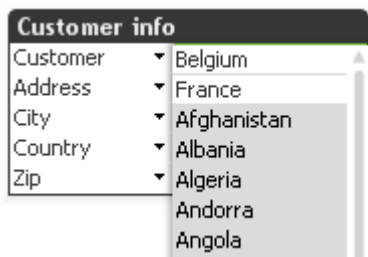 Customer info
Customer
Address
City
Country
Zip
Belgium
France
Afghanistan
Albania
Algeria
Andorra
Angola